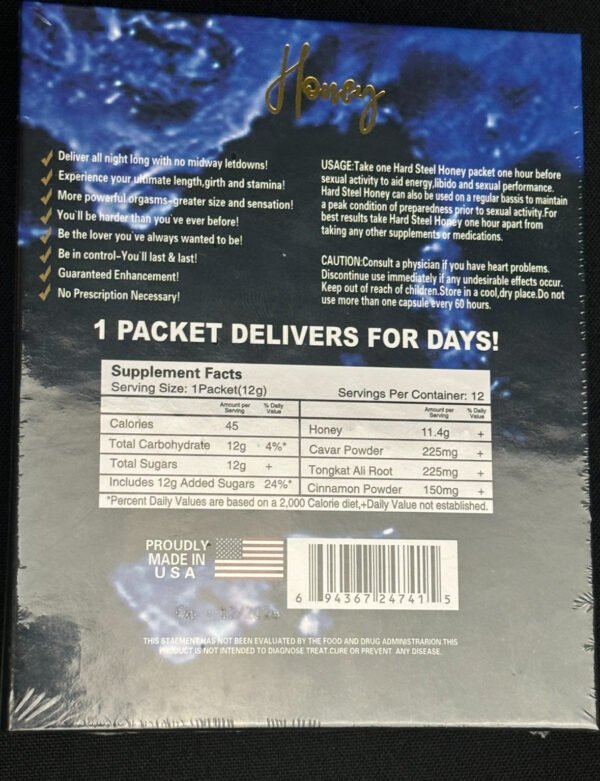 Honey
Deliver all night long with no midway letdowns!
Experience your ultimate length,girth and stamina!
More powerful orgasms-greater size and sensation!
You'll be harder than you've ever before!
Be the lover you've always wanted to be!
Be in control-You'll last & last!
Guaranteed Enhancement!
No Prescription Necessary!
USAGE:Take one Hard Steel Honey packet one hour before
sexual activity to aid energy,libido and sexual performance.
Hard Steel Honey can also be used on a regular bassis to maintain
a peak condition of preparedness prior to sexual activity.For
best results take Hard Steel Honey one hour apart from
taking any other supplements or medications.
CAUTION:Consult a physician if you have heart problems.
Discontinue use immediately if any undesirable effects occur.
Keep out of reach of children.Store in a cool,dry place.Do not
use more than one capsule every 60 hours.
1 PACKET DELIVERS FOR DAYS!
Supplement Facts
Serving Size: 1Packet(12g)
Servings Per Container: 12
Amount per Serving % Daily Value
Calories 45
Total Carbohydrate 12g 4%*
Total Sugars 12g +
Includes 12g Added Sugars 24%*
Amount per Serving % Daily Value
Honey 11.4g +
Cavar Powder 225mg +
Tongkat Ali Root 225mg +
Cinnamon Powder 150mg +
*Percent Daily Values are based on a 2,000 Calorie diet,+Daily Value not established.
PROUDLY
MADE IN
USA
6 94367 24741 5
THIS STAEMENT HAS NOT BEEN EVALUATED BY THE FOOD AND DRUG ADMINISTRARION.THIS
PRODUCT IS NOT INTENDED TO DIAGNOSE.TREAT.CURE OR PREVENT ANY DISEASE.